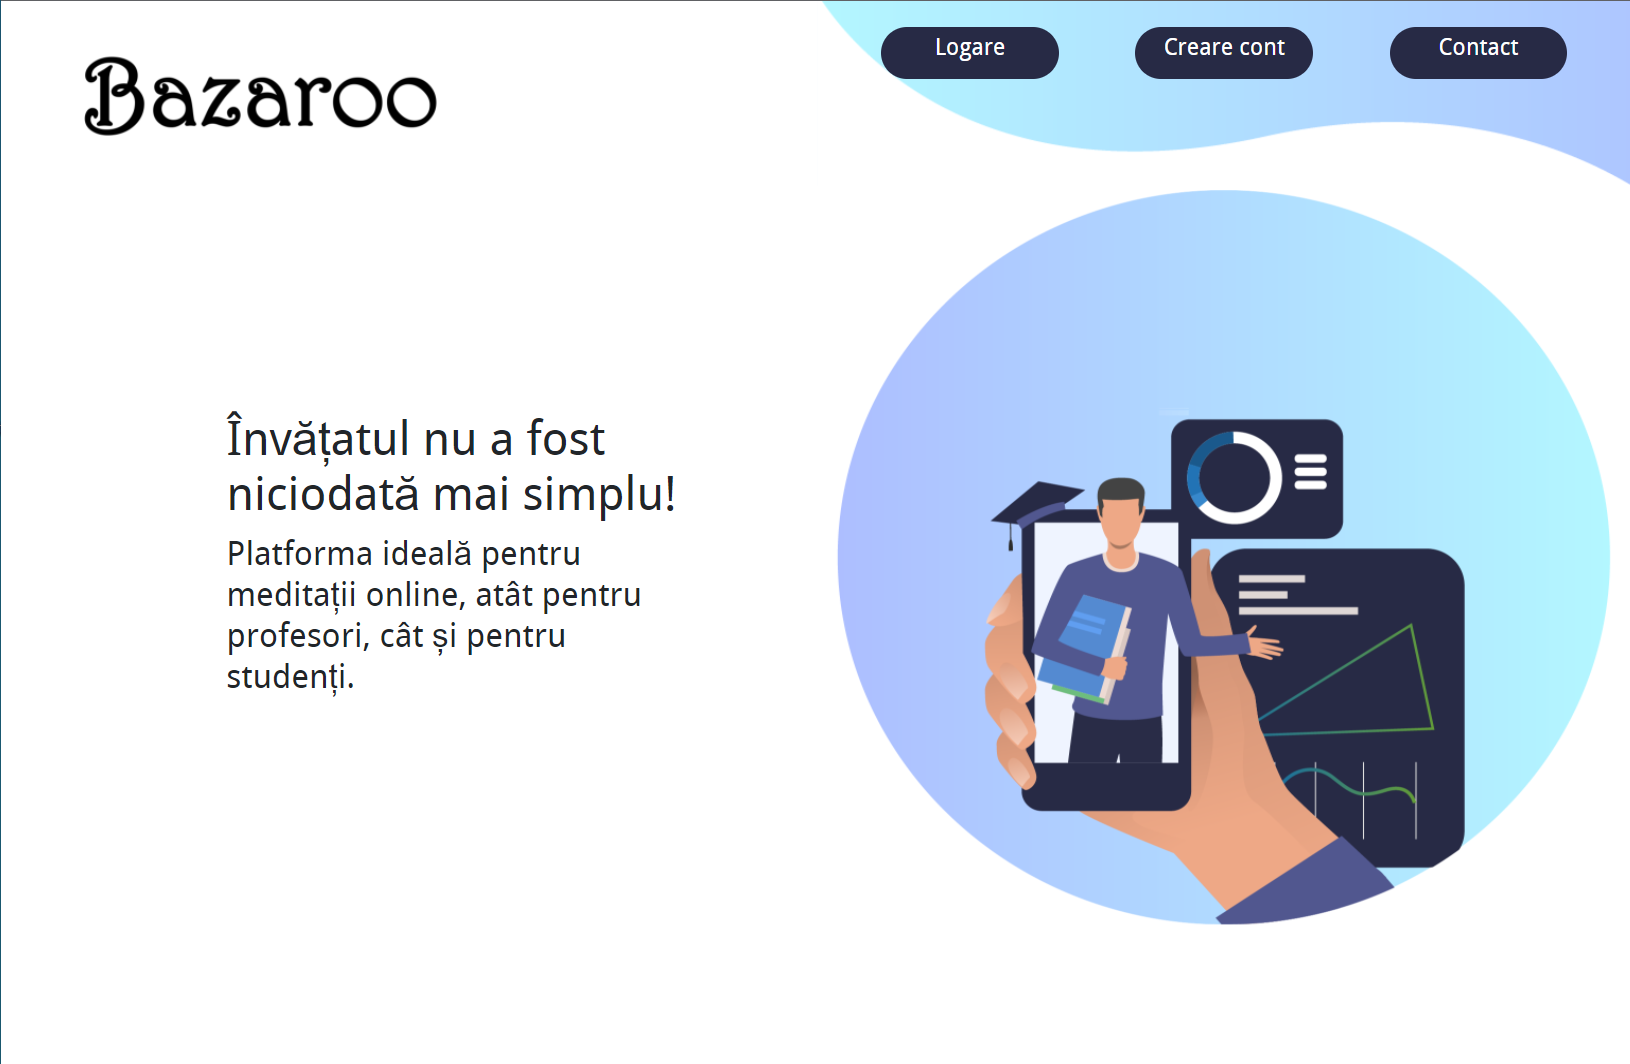 Bazaroo
Logare
Creare cont
Contact
Învățatul nu a fost
niciodată mai simplu!
Platforma ideală pentru
meditații online, atât pentru
profesori, cât și pentru
studenți.